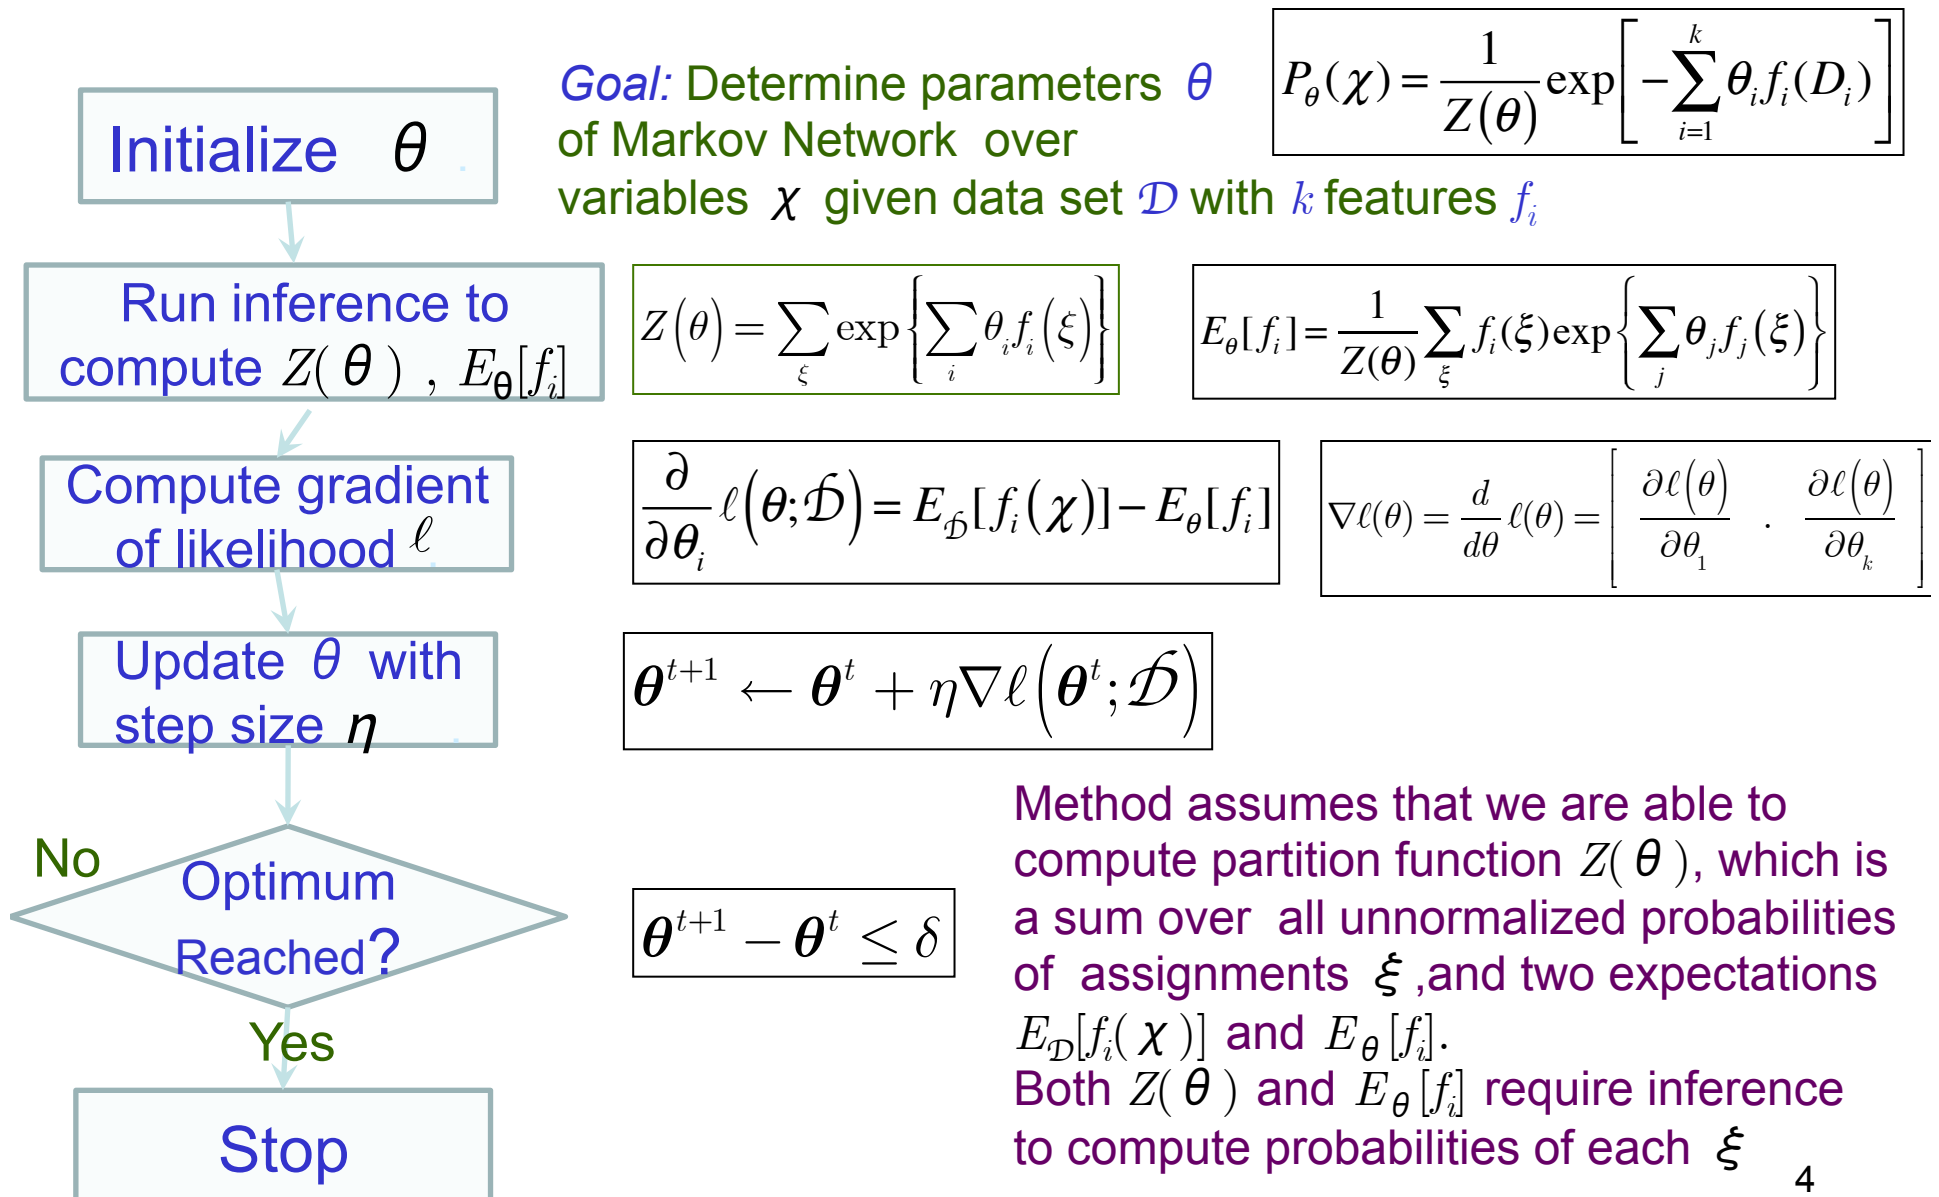 Goal: Determine parameters θ
of Markov Network over
variables χ given data set 𝒟 with k features f_i
P_θ(χ) = 1/Z(θ) exp[ −∑_{i=1}^{k} θ_i f_i(D_i) ]
Initialize θ .
Run inference to
compute Z(θ) , E_θ[f_i]
Z(θ) = ∑_ξ exp{ ∑_i θ_i f_i(ξ) }
E_θ[f_i] = 1/Z(θ) ∑_ξ f_i(ξ) exp{ ∑_j θ_j f_j(ξ) }
Compute gradient
of likelihood ℓ .
∂/∂θ_i ℓ(θ;𝒟) = E_𝒟[f_i(χ)] − E_θ[f_i]
∇ℓ(θ) = d/dθ ℓ(θ) = [ ∂ℓ(θ)/∂θ_1 . ∂ℓ(θ)/∂θ_k ]
Update θ with
step size η .
θ^{t+1} ← θ^t + η∇ℓ(θ^t;𝒟)
No
Optimum
Reached?
Yes
θ^{t+1} − θ^t ≤ δ
Stop
Method assumes that we are able to
compute partition function Z(θ), which is
a sum over all unnormalized probabilities
of assignments ξ ,and two expectations
E_𝒟[f_i(χ)] and E_θ[f_i].
Both Z(θ) and E_θ[f_i] require inference
to compute probabilities of each ξ
4